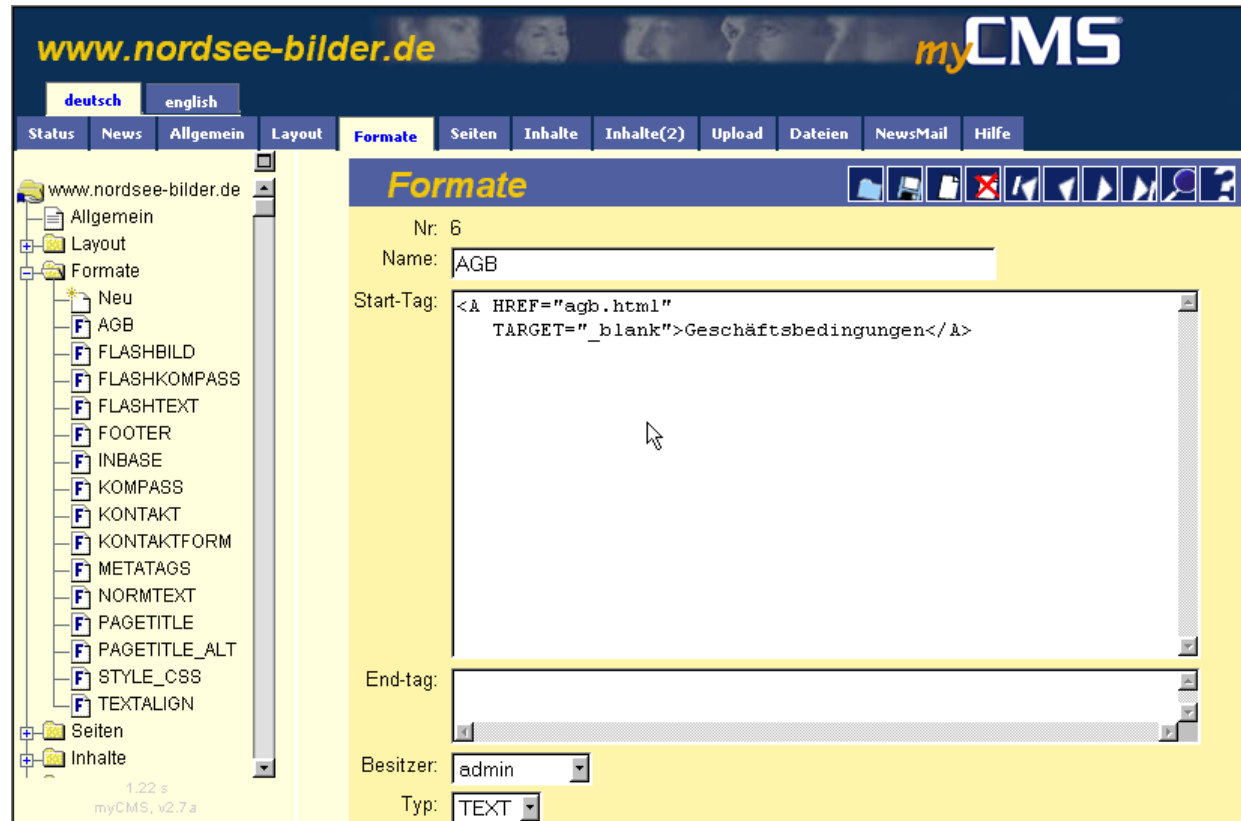 www.nordsee-bilder.de
myCMS
deutsch english
Status News Allgemein Layout Formate Seiten Inhalte Inhalte(2) Upload Dateien NewsMail Hilfe
www.nordsee-bilder.de
Allgemein
Layout
Formate
Neu
AGB
FLASHBILD
FLASHKOMPASS
FLASHTEXT
FOOTER
INBASE
KOMPASS
KONTAKT
KONTAKTFORM
METATAGS
NORMTEXT
PAGETITLE
PAGETITLE_ALT
STYLE_CSS
TEXTALIGN
Seiten
Inhalte
1.22 s
myCMS, v2.7a
Formate
Nr: 6
Name: AGB
Start-Tag: <A HREF="agb.html"
TARGET="_blank">Geschäftsbedingungen</A>
End-tag:
Besitzer: admin
Typ: TEXT